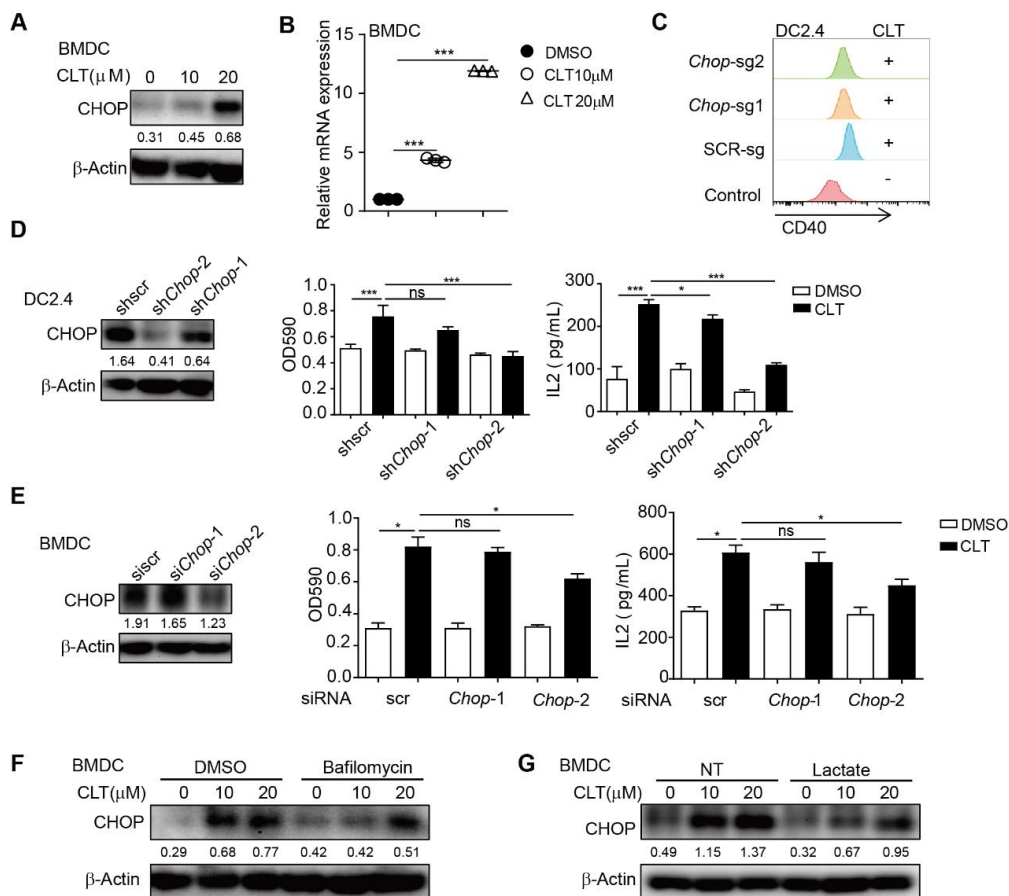 A
BMDC
CLT(μM) 0 10 20
CHOP
0.31 0.45 0.68
β-Actin
B
BMDC
Relative mRNA expression
15
10
5
0
***
***
DMSO
CLT10μM
CLT20μM
C
DC2.4 CLT
Chop-sg2 +
Chop-sg1 +
SCR-sg +
Control -
CD40
D
DC2.4
shscr shChop-2 shChop-1
CHOP
1.64 0.41 0.64
β-Actin
OD590
1.0
0.8
0.6
0.4
0.2
0.0
***
*** ns
shscr shChop-1 shChop-2
IL2 ( pg/mL)
300
200
100
0
***
*** *
shscr shChop-1 shChop-2
DMSO
CLT
E
BMDC
siscr siChop-1 siChop-2
CHOP
1.91 1.65 1.23
β-Actin
OD590
1.0
0.8
0.6
0.4
0.2
0.0
*
* ns
siRNA scr Chop-1 Chop-2
IL2 ( pg/mL)
800
600
400
200
0
*
* ns
siRNA scr Chop-1 Chop-2
DMSO
CLT
F
BMDC DMSO Bafilomycin
CLT(μM) 0 10 20 0 10 20
CHOP
0.29 0.68 0.77 0.42 0.42 0.51
β-Actin
G
BMDC NT Lactate
CLT(μM) 0 10 20 0 10 20
CHOP
0.49 1.15 1.37 0.32 0.67 0.95
β-Actin